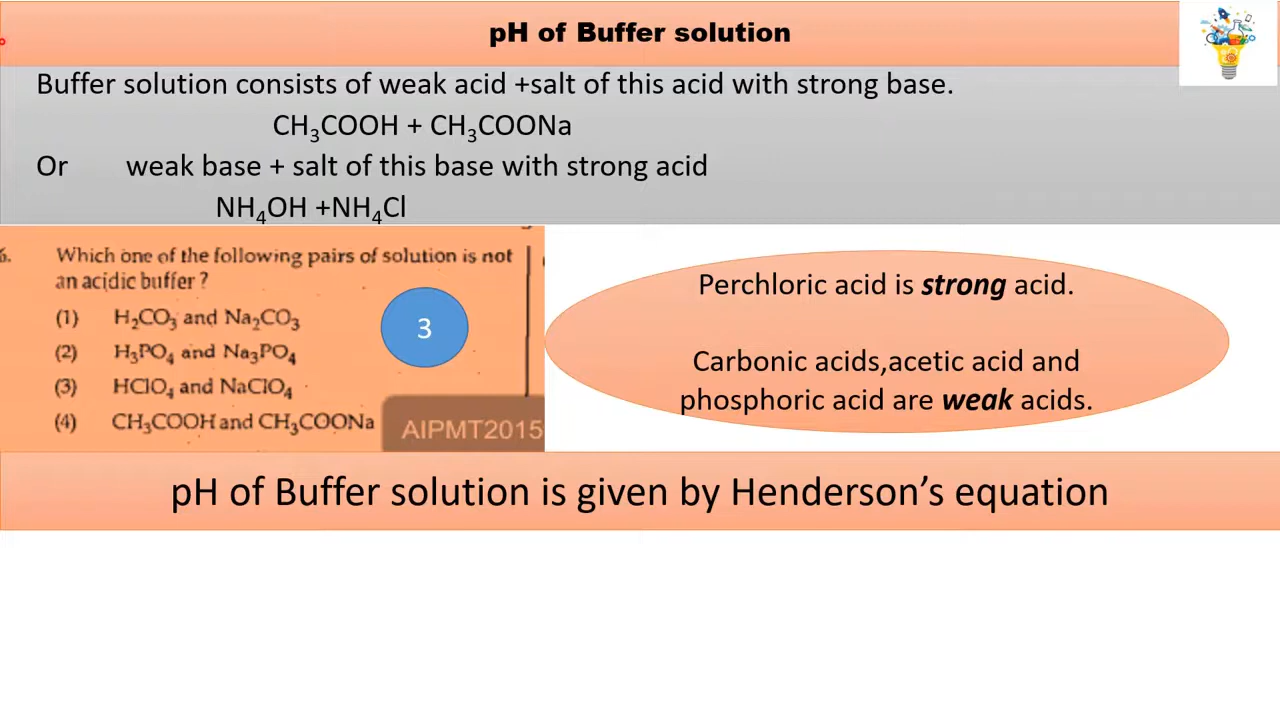 pH of Buffer solution
Buffer solution consists of weak acid +salt of this acid with strong base.
CH₃COOH + CH₃COONa
Or weak base + salt of this base with strong acid
NH₄OH +NH₄Cl
6. Which one of the following pairs of solution is not
an acidic buffer ?
(1) H₂CO₃ and Na₂CO₃
(2) H₃PO₄ and Na₃PO₄
(3) HClO₄ and NaClO₄
(4) CH₃COOH and CH₃COONa
3
AIPMT2015
Perchloric acid is strong acid.
Carbonic acids,acetic acid and
phosphoric acid are weak acids.
pH of Buffer solution is given by Henderson’s equation